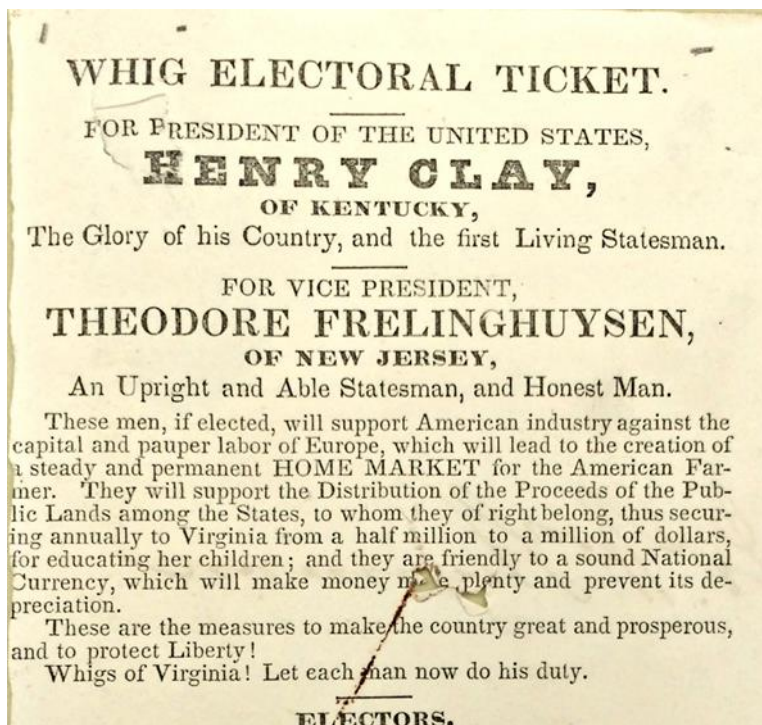 WHIG ELECTORAL TICKET.
FOR PRESIDENT OF THE UNITED STATES,
HENRY CLAY,
OF KENTUCKY,
The Glory of his Country, and the first Living Statesman.
FOR VICE PRESIDENT,
THEODORE FRELINGHUYSEN,
OF NEW JERSEY,
An Upright and Able Statesman, and Honest Man.
These men, if elected, will support American industry against the
capital and pauper labor of Europe, which will lead to the creation of
a steady and permanent HOME MARKET for the American Far-
mer. They will support the Distribution of the Proceeds of the Pub-
lic Lands among the States, to whom they of right belong, thus secur-
ing annually to Virginia from a half million to a million of dollars,
for educating her children; and they are friendly to a sound National
Currency, which will make money plenty and prevent its de-
preciation.
These are the measures to make the country great and prosperous,
and to protect Liberty!
Whigs of Virginia! Let each man now do his duty.
ELECTORS.